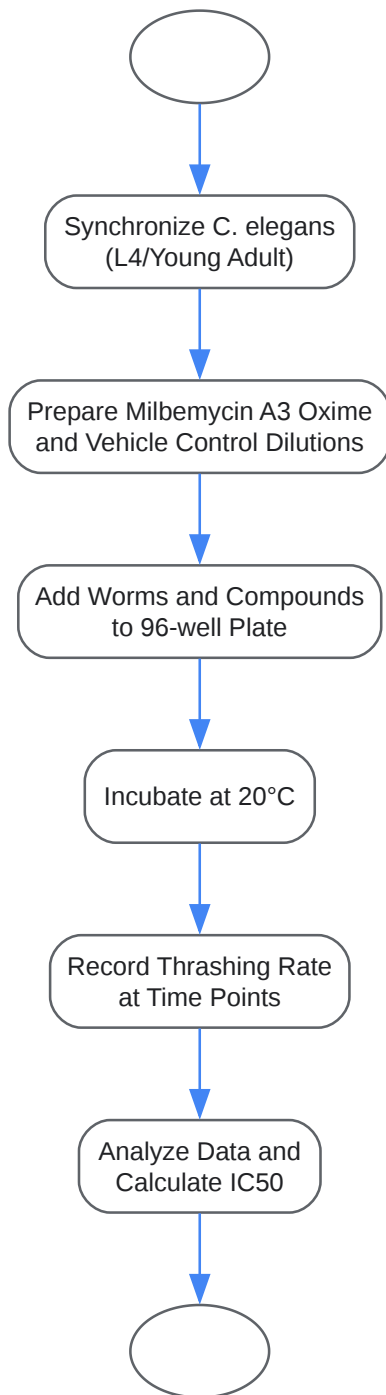 Synchronize C. elegans
(L4/Young Adult)
Prepare Milbemycin A3 Oxime
and Vehicle Control Dilutions
Add Worms and Compounds
to 96-well Plate
Incubate at 20°C
Record Thrashing Rate
at Time Points
Analyze Data and
Calculate IC50